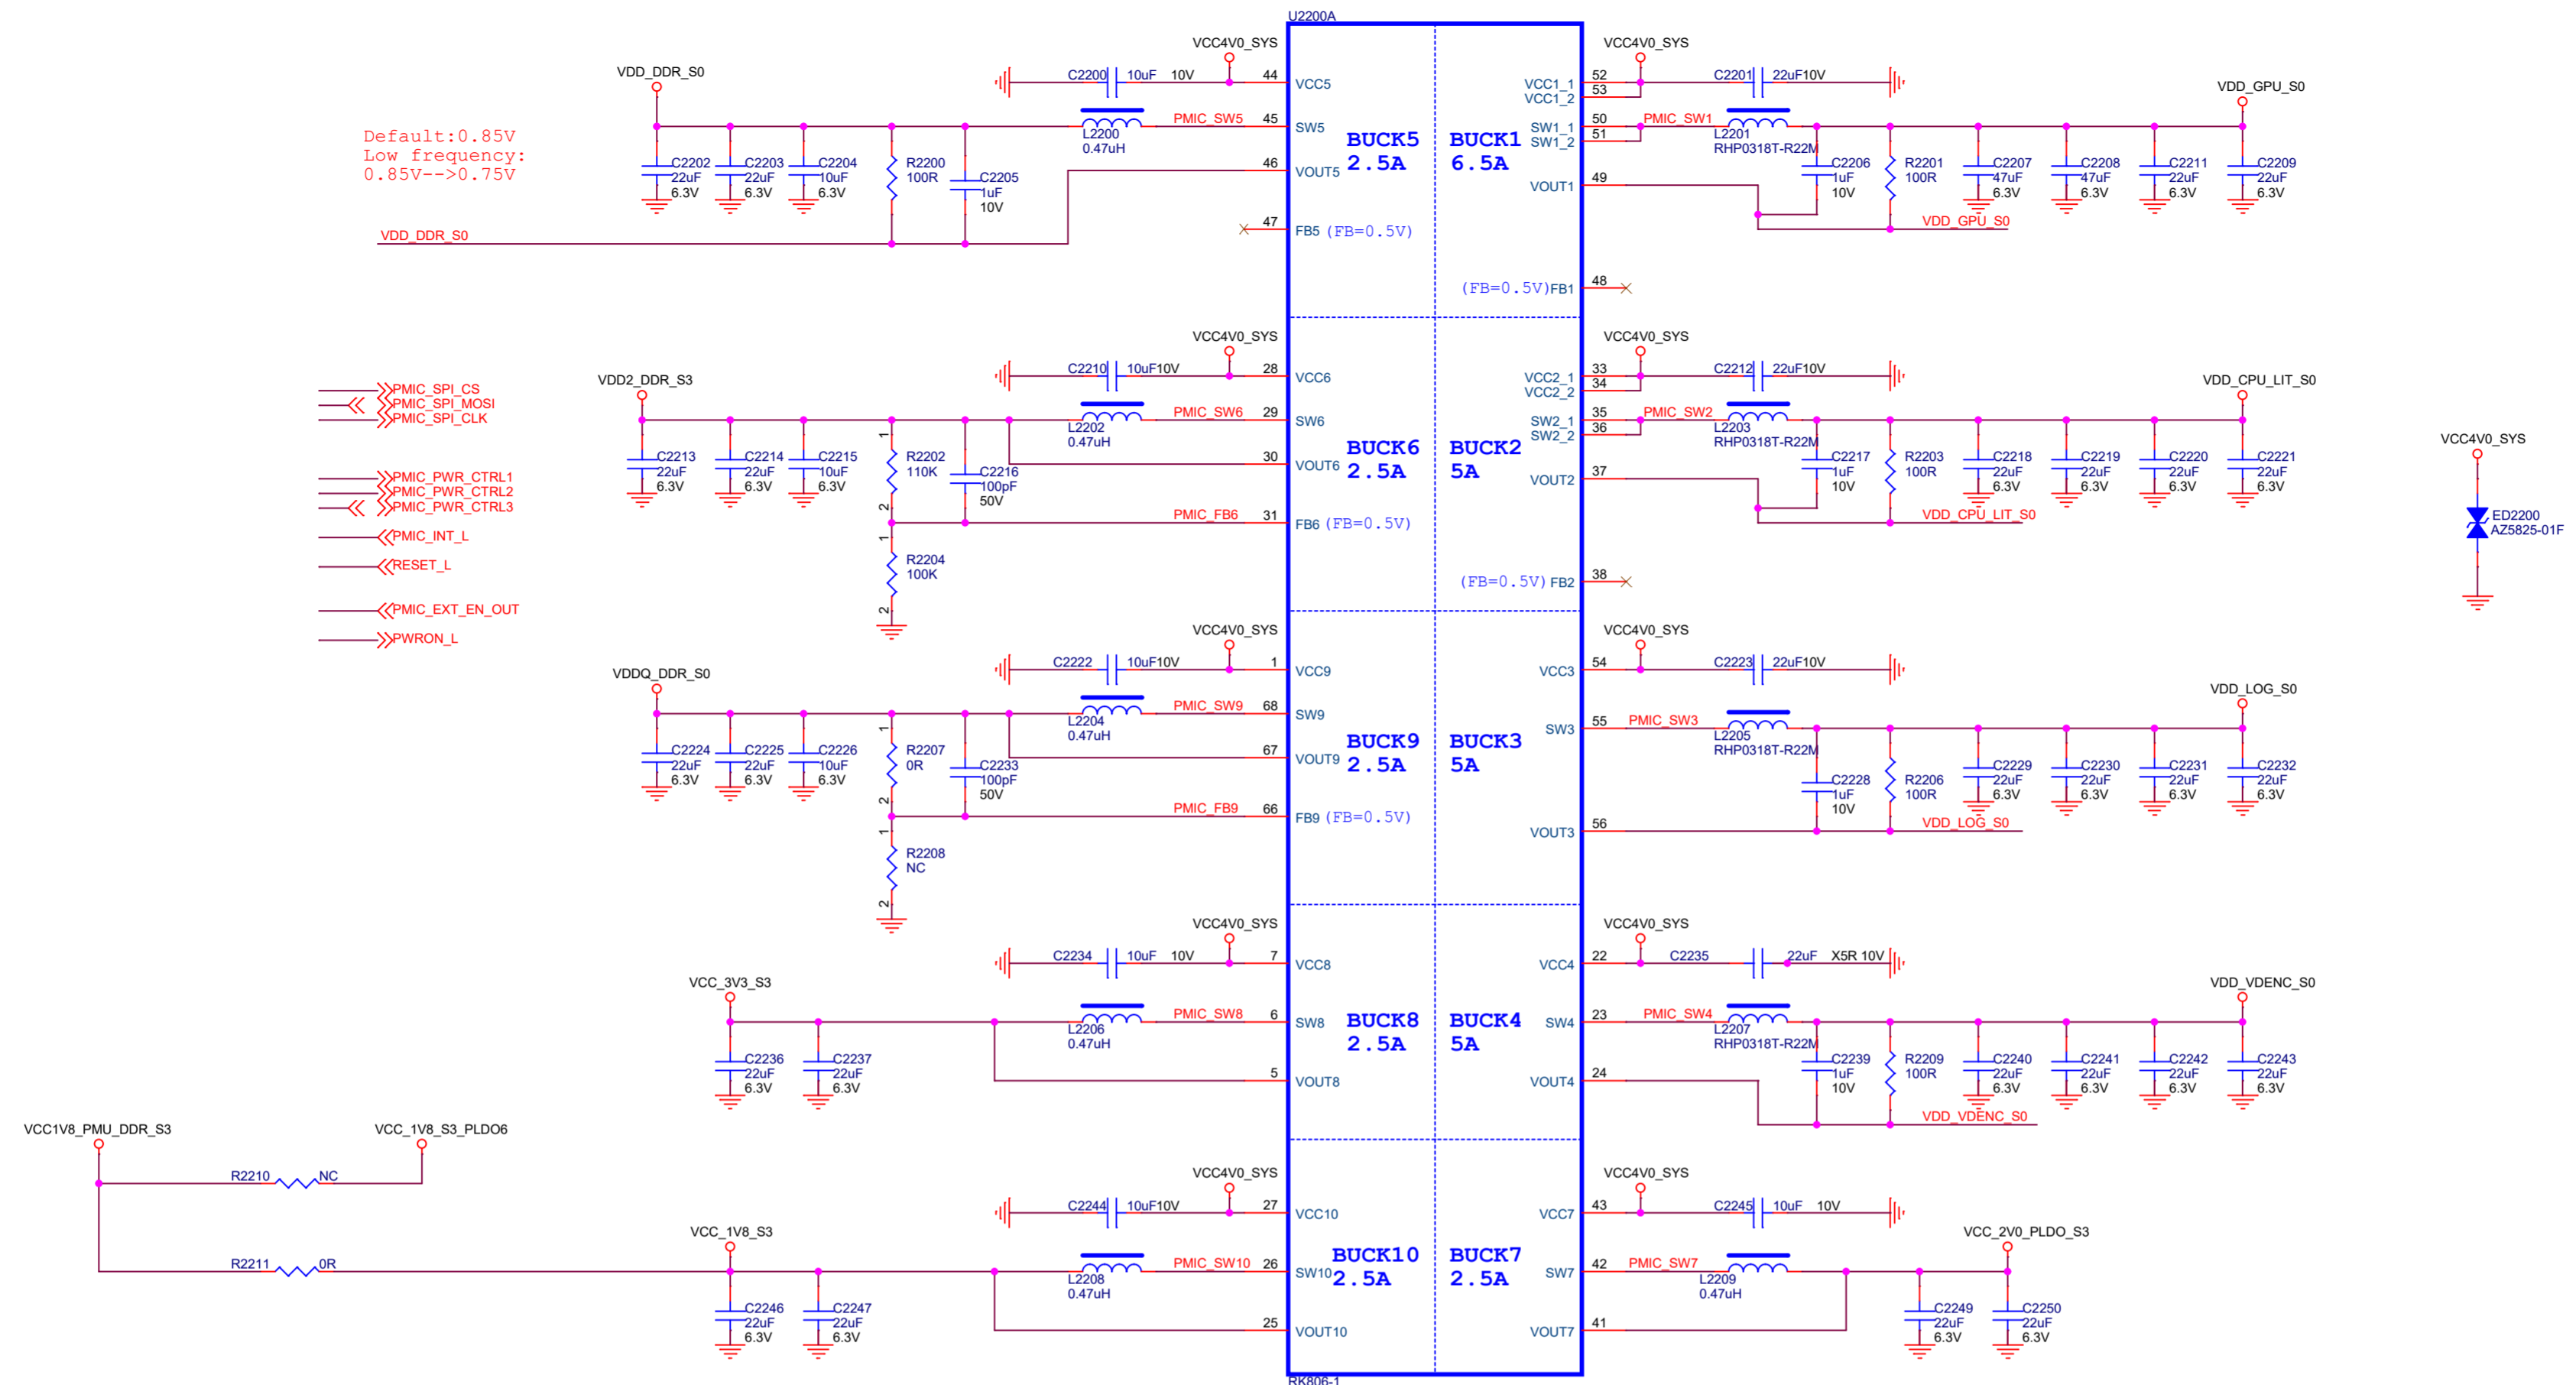 U2200A
VCC4V0_SYS
C2200 10uF 10V
44
VCC5
VDD_DDR_S0
Default:0.85V
Low frequency:
0.85V-->0.75V
L2200
0.47uH
PMIC_SW5
45
SW5
C2202
22uF
6.3V
C2203
22uF
6.3V
C2204
10uF
6.3V
R2200
100R
C2205
1uF
10V
46
VOUT5
VDD_DDR_S0
47
FB5 (FB=0.5V)
BUCK5
2.5A
BUCK1
6.5A
VCC4V0_SYS
VCC1_1
52
VCC1_2
53
C2201 22uF10V
SW1_1
50
SW1_2
51
PMIC_SW1
L2201
RHP0318T-R22M
VDD_GPU_S0
C2206
1uF
10V
R2201
100R
C2207
47uF
6.3V
C2208
47uF
6.3V
C2211
22uF
6.3V
C2209
22uF
6.3V
VOUT1
49
VDD_GPU_S0
(FB=0.5V)FB1
48
PMIC_SPI_CS
PMIC_SPI_MOSI
PMIC_SPI_CLK
PMIC_PWR_CTRL1
PMIC_PWR_CTRL2
PMIC_PWR_CTRL3
PMIC_INT_L
RESET_L
PMIC_EXT_EN_OUT
PWRON_L
VCC4V0_SYS
C2210 10uF10V
28
VCC6
VDD2_DDR_S3
L2202
0.47uH
PMIC_SW6
29
SW6
C2213
22uF
6.3V
C2214
22uF
6.3V
C2215
10uF
6.3V
1
R2202
110K
2
C2216
100pF
50V
30
VOUT6
PMIC_FB6
31
FB6 (FB=0.5V)
1
R2204
100K
2
BUCK6
2.5A
BUCK2
5A
VCC4V0_SYS
VCC2_1
33
VCC2_2
34
C2212 22uF10V
SW2_1
35
SW2_2
36
PMIC_SW2
L2203
RHP0318T-R22M
VDD_CPU_LIT_S0
C2217
1uF
10V
R2203
100R
C2218
22uF
6.3V
C2219
22uF
6.3V
C2220
22uF
6.3V
C2221
22uF
6.3V
VOUT2
37
VDD_CPU_LIT_S0
(FB=0.5V) FB2
38
VCC4V0_SYS
ED2200
AZ5825-01F
VCC4V0_SYS
C2222 10uF10V
1
VCC9
VDDQ_DDR_S0
L2204
0.47uH
PMIC_SW9
68
SW9
C2224
22uF
6.3V
C2225
22uF
6.3V
C2226
10uF
6.3V
1
R2207
0R
2
C2233
100pF
50V
67
VOUT9
PMIC_FB9
66
FB9 (FB=0.5V)
1
R2208
NC
2
BUCK9
2.5A
BUCK3
5A
VCC4V0_SYS
VCC3
54
C2223 22uF10V
SW3
55
PMIC_SW3
L2205
RHP0318T-R22M
VDD_LOG_S0
C2228
1uF
10V
R2206
100R
C2229
22uF
6.3V
C2230
22uF
6.3V
C2231
22uF
6.3V
C2232
22uF
6.3V
VOUT3
56
VDD_LOG_S0
VCC4V0_SYS
C2234 10uF 10V
7
VCC8
VCC_3V3_S3
L2206
0.47uH
PMIC_SW8
6
SW8
C2236
22uF
6.3V
C2237
22uF
6.3V
5
VOUT8
BUCK8
2.5A
BUCK4
5A
VCC4V0_SYS
VCC4
22
C2235 22uF X5R 10V
SW4
23
PMIC_SW4
L2207
RHP0318T-R22M
VDD_VDENC_S0
C2239
1uF
10V
R2209
100R
C2240
22uF
6.3V
C2241
22uF
6.3V
C2242
22uF
6.3V
C2243
22uF
6.3V
VOUT4
24
VDD_VDENC_S0
VCC1V8_PMU_DDR_S3
VCC_1V8_S3_PLDO6
R2210 NC
R2211 0R
VCC4V0_SYS
C2244 10uF10V
27
VCC10
VCC_1V8_S3
L2208
0.47uH
PMIC_SW10
26
SW10
C2246
22uF
6.3V
C2247
22uF
6.3V
25
VOUT10
BUCK10
2.5A
BUCK7
2.5A
VCC4V0_SYS
VCC7
43
C2245 10uF 10V
SW7
42
PMIC_SW7
L2209
0.47uH
VCC_2V0_PLDO_S3
C2249
22uF
6.3V
C2250
22uF
6.3V
VOUT7
41
RK806-1